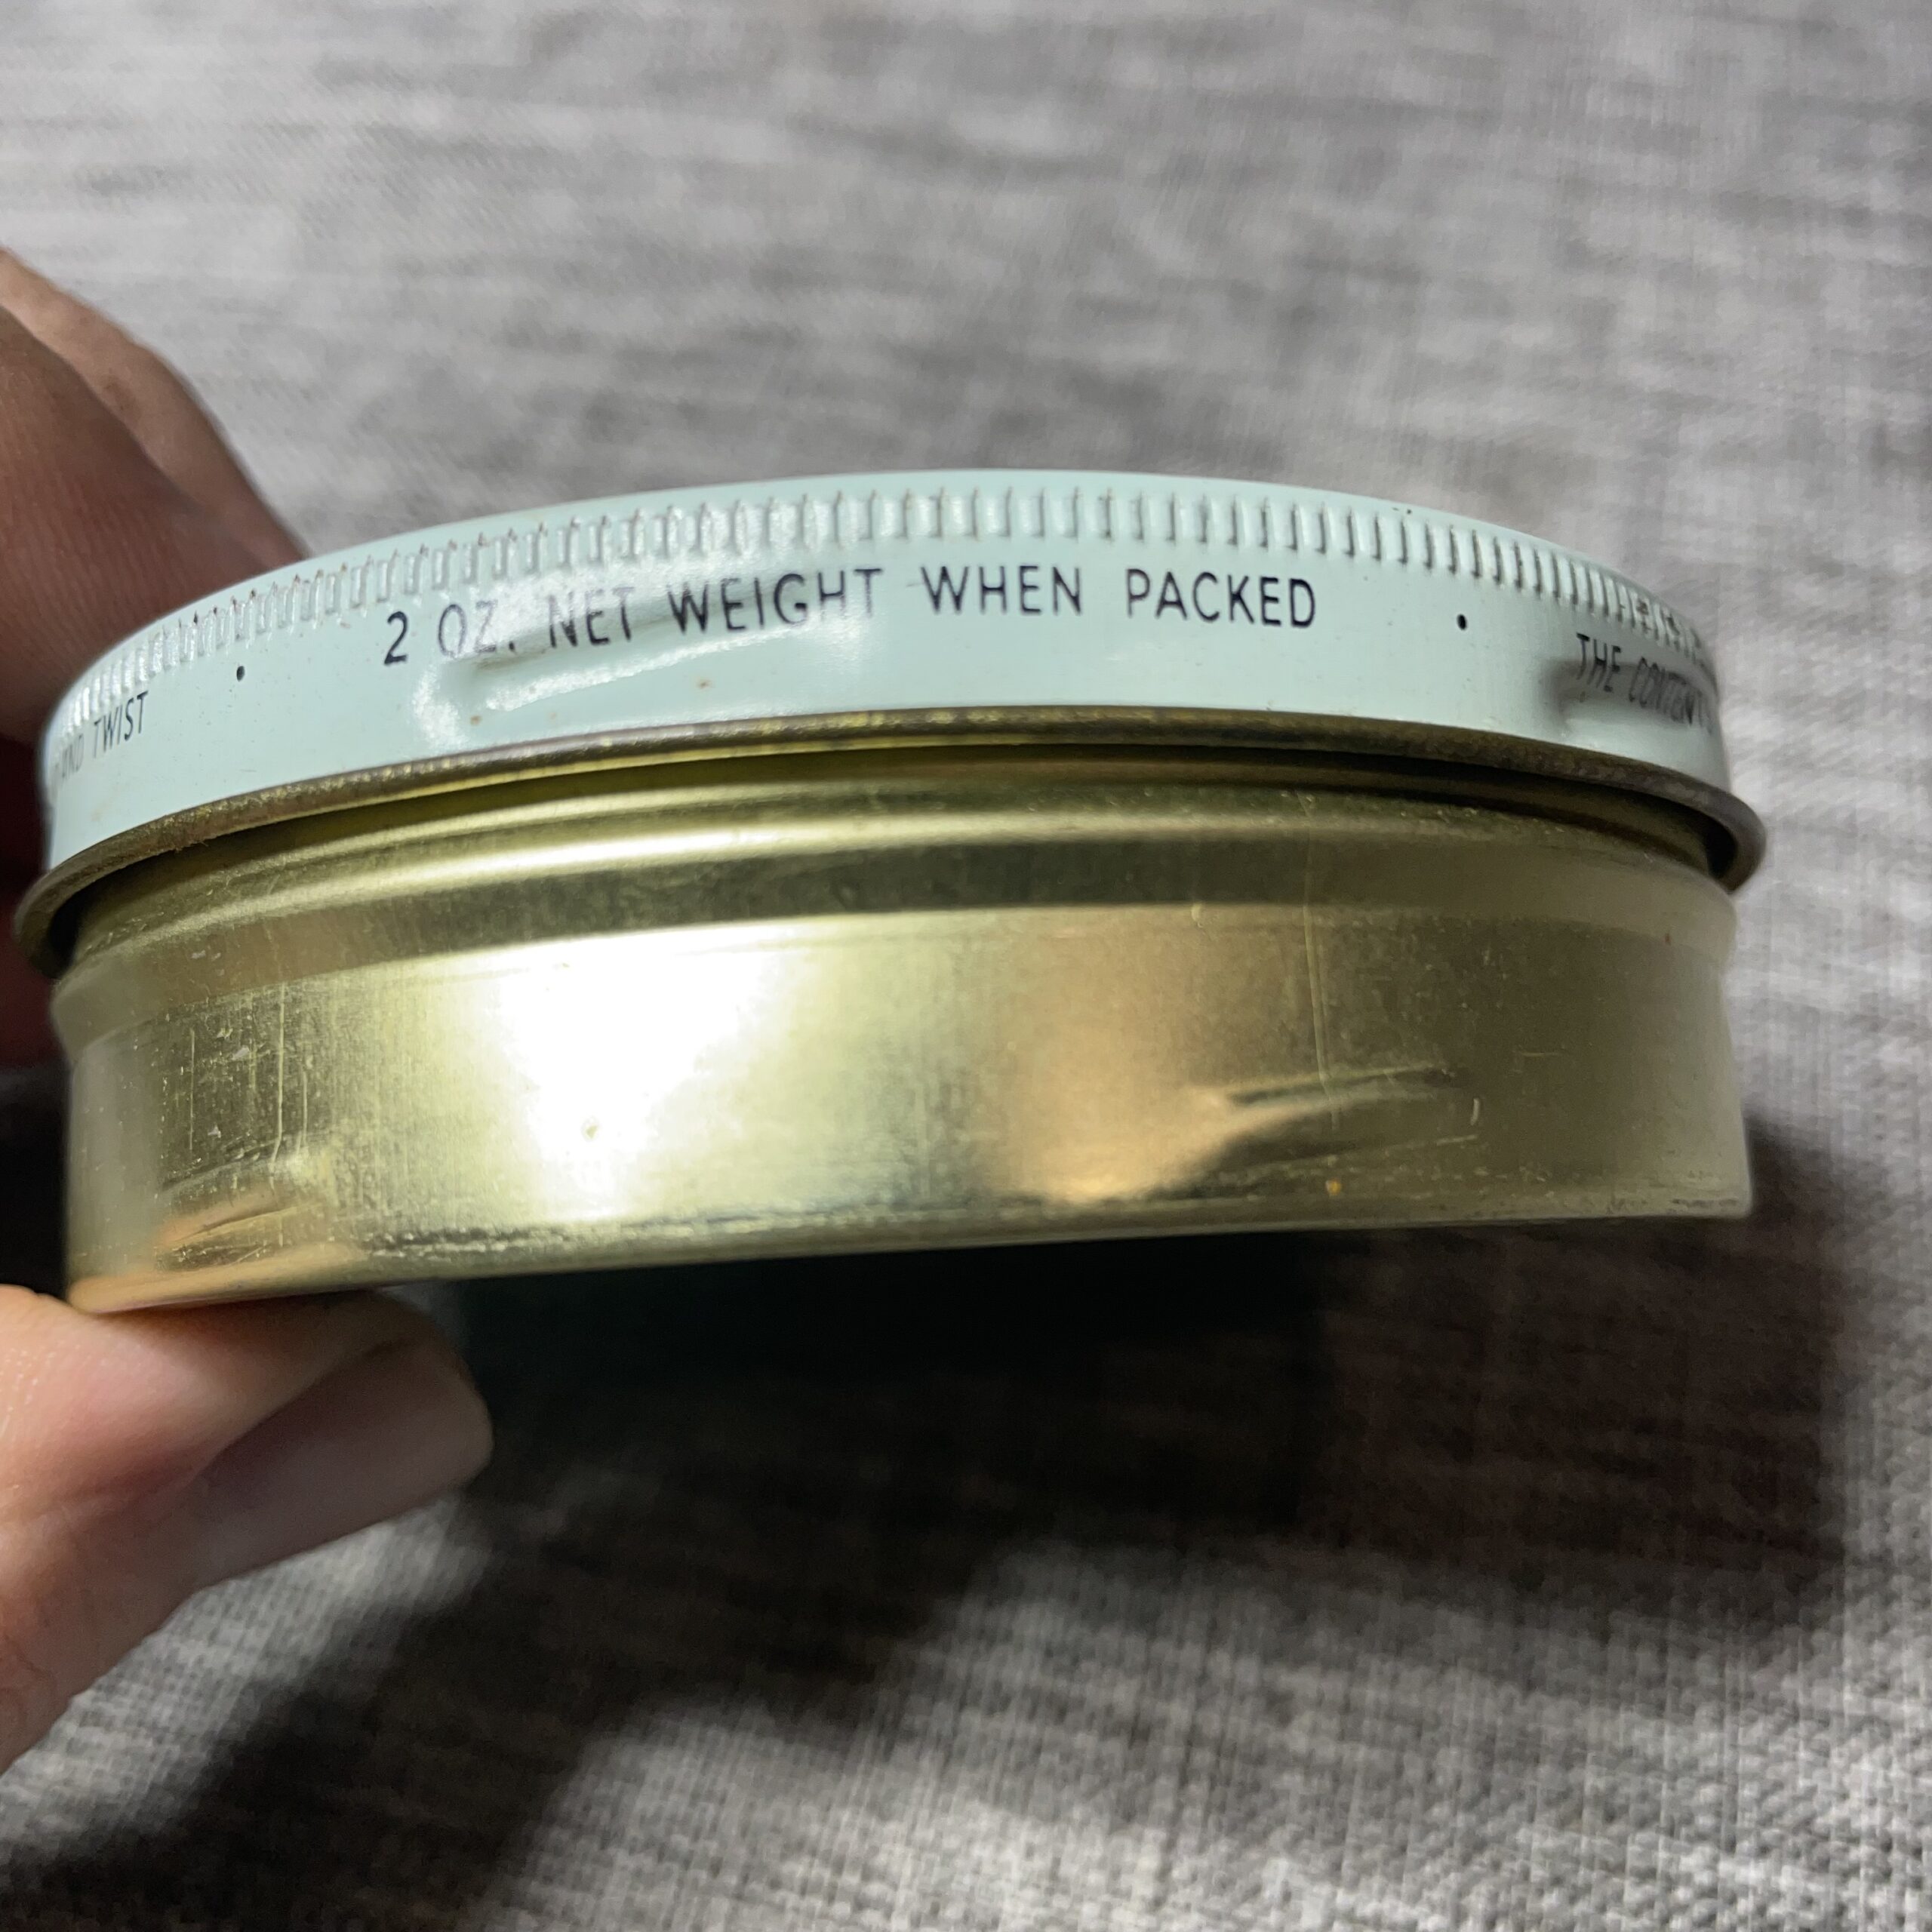 AND TWIST • 2 OZ. NET WEIGHT WHEN PACKED • THE CONTENT